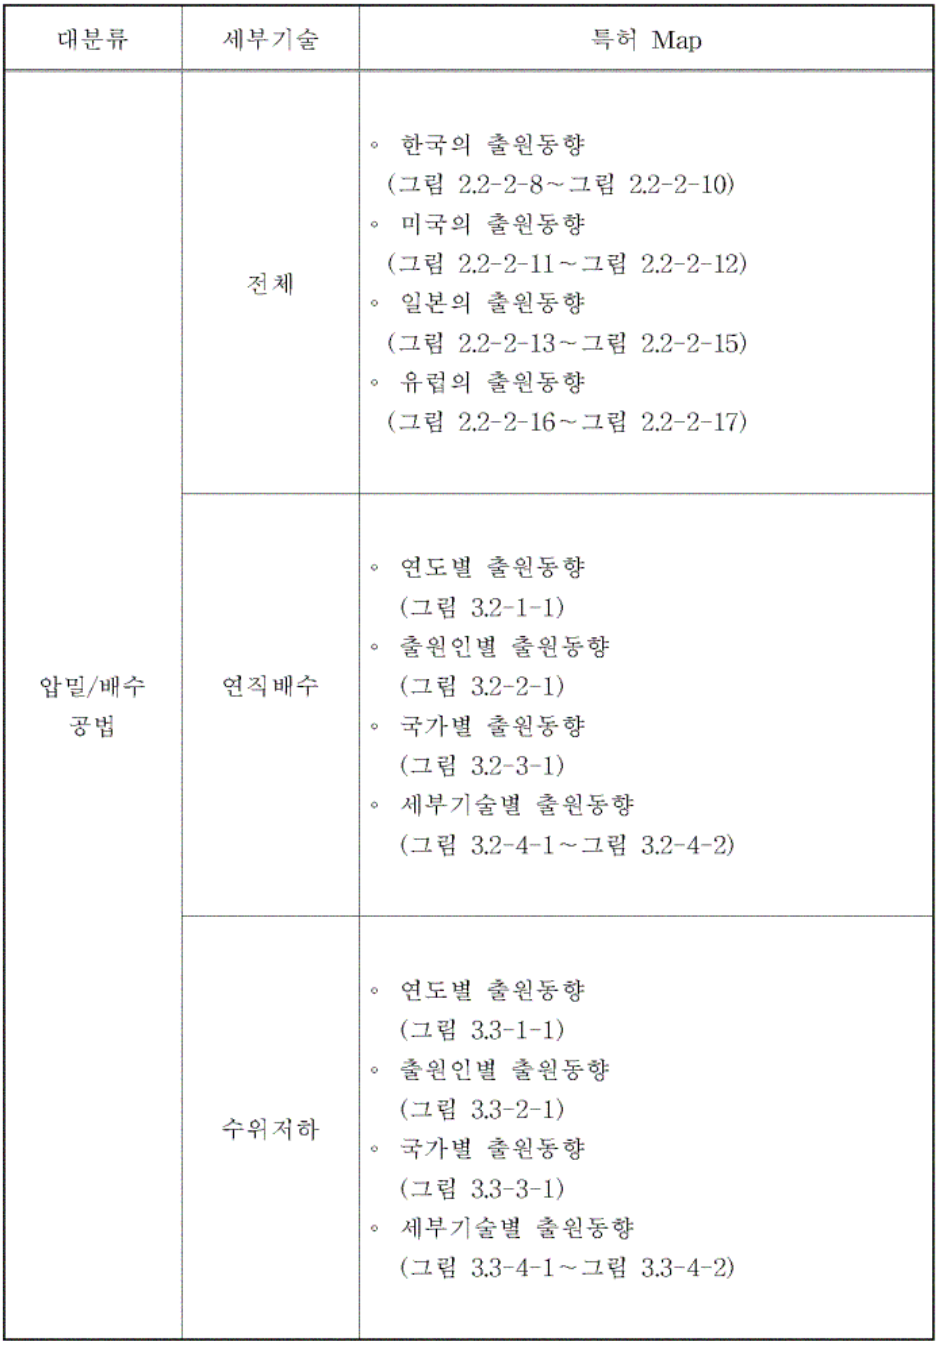 대분류 세부기술 특허 Map
압밀/배수
공법
전체
◦ 한국의 출원동향
(그림 2.2-2-8~그림 2.2-2-10)
◦ 미국의 출원동향
(그림 2.2-2-11~그림 2.2-2-12)
◦ 일본의 출원동향
(그림 2.2-2-13~그림 2.2-2-15)
◦ 유럽의 출원동향
(그림 2.2-2-16~그림 2.2-2-17)
연직배수
◦ 연도별 출원동향
(그림 3.2-1-1)
◦ 출원인별 출원동향
(그림 3.2-2-1)
◦ 국가별 출원동향
(그림 3.2-3-1)
◦ 세부기술별 출원동향
(그림 3.2-4-1~그림 3.2-4-2)
수위저하
◦ 연도별 출원동향
(그림 3.3-1-1)
◦ 출원인별 출원동향
(그림 3.3-2-1)
◦ 국가별 출원동향
(그림 3.3-3-1)
◦ 세부기술별 출원동향
(그림 3.3-4-1~그림 3.3-4-2)